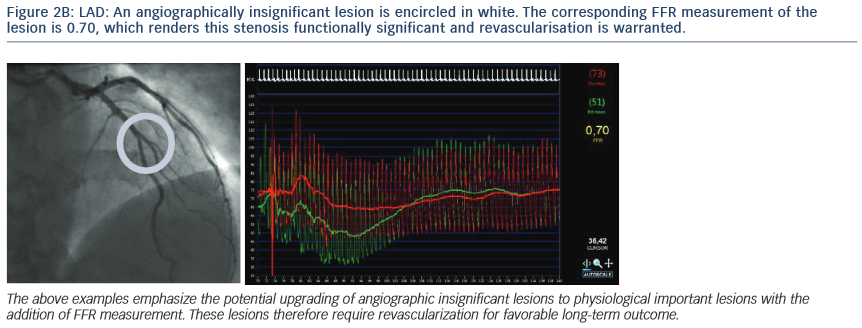 Figure 2B: LAD: An angiographically insignificant lesion is encircled in white. The corresponding FFR measurement of the
lesion is 0.70, which renders this stenosis functionally significant and revascularisation is warranted.
(73)
(51)
Pd mean
0,70
FFR
36,42
CURSOR
AUTOSCALE
The above examples emphasize the potential upgrading of angiographic insignificant lesions to physiological important lesions with the
addition of FFR measurement. These lesions therefore require revascularization for favorable long-term outcome.